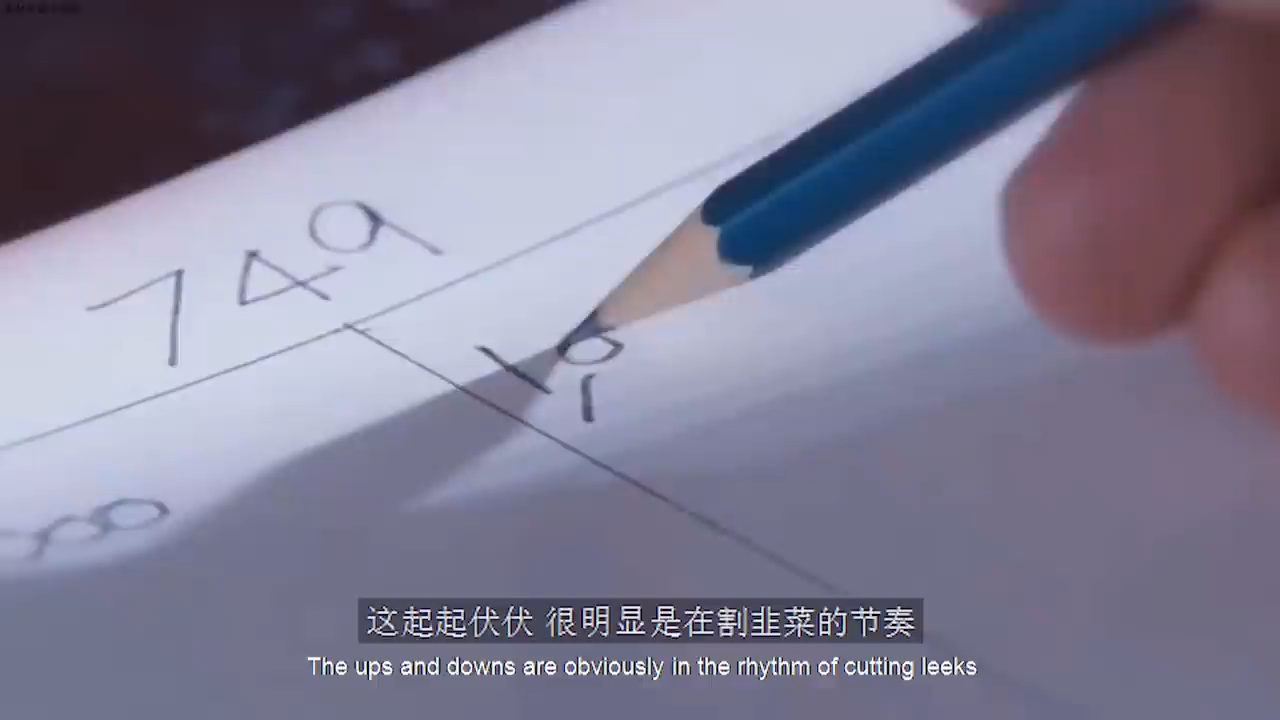 749
这起起伏伏 很明显是在割韭菜的节奏
The ups and downs are obviously in the rhythm of cutting leeks